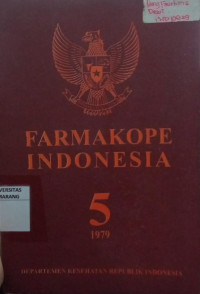 FARMAKOPE
INDONESIA
5
1979
DEPARTEMEN KESEHATAN REPUBLIK INDONESIA